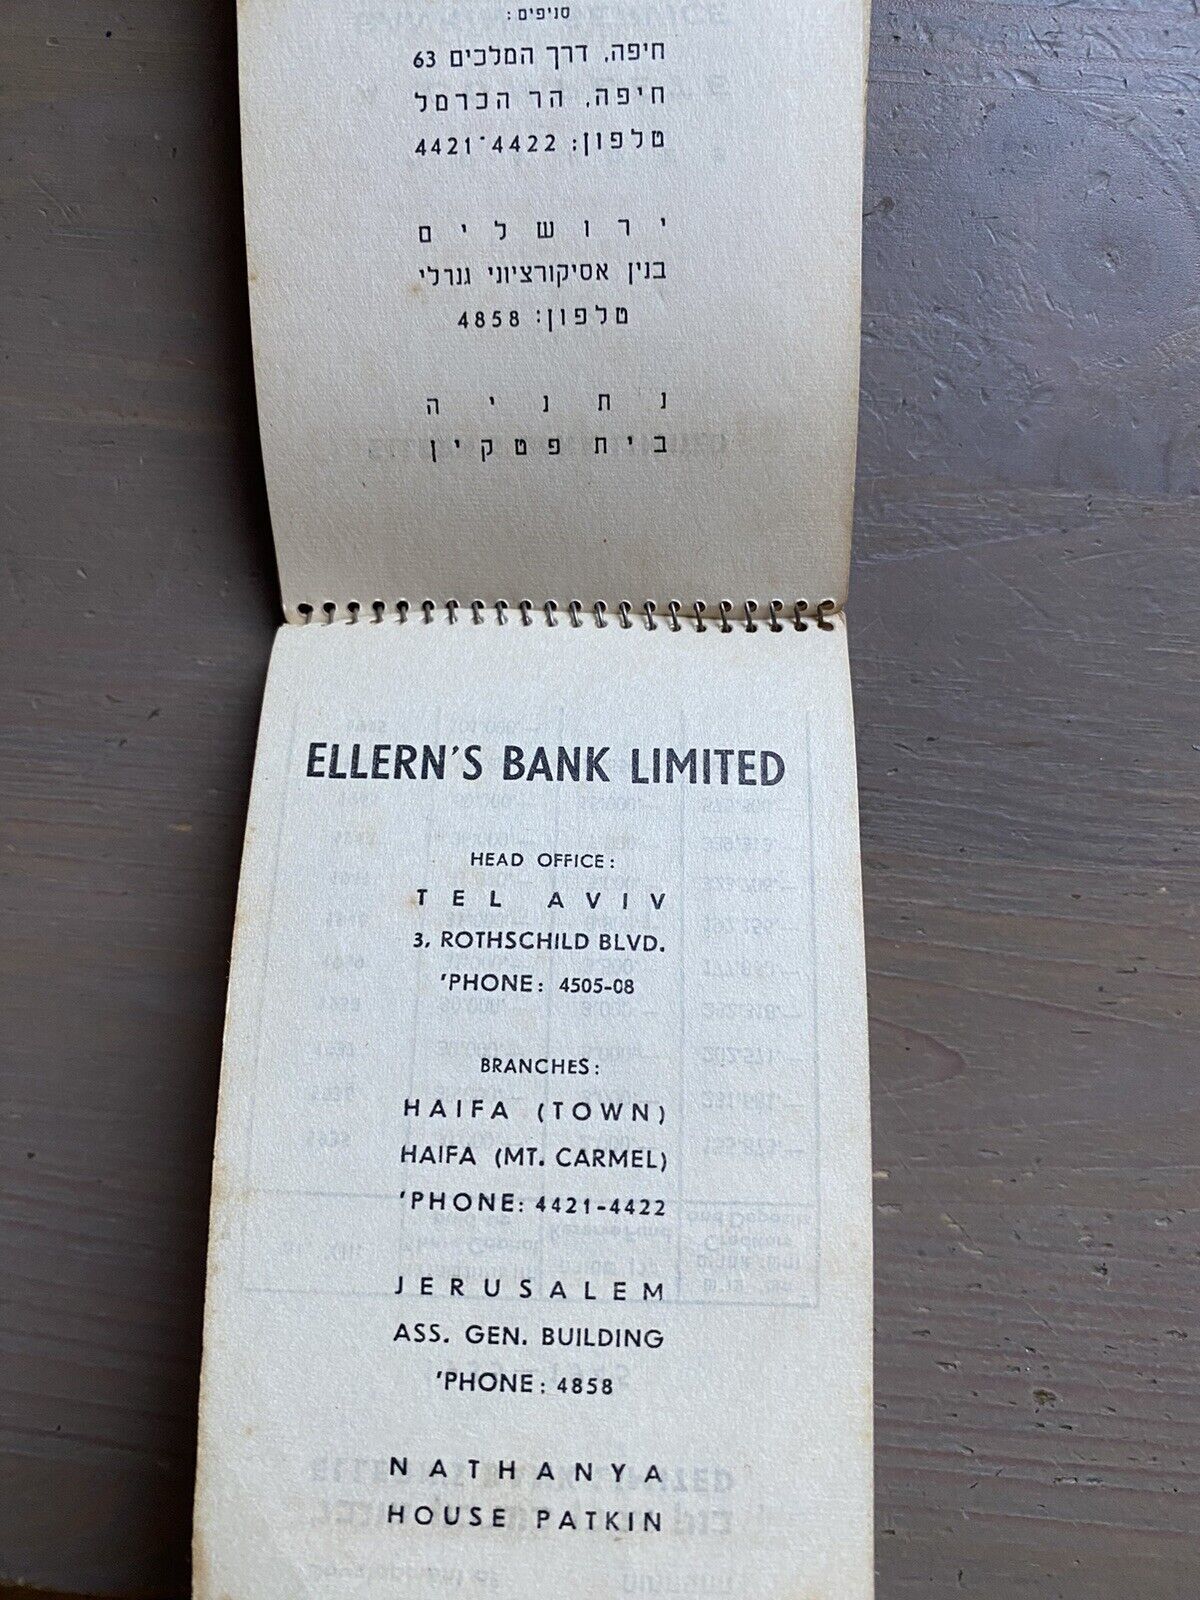 סניפים:
חיפה, דרך המלכים 63
חיפה, הר הכרמל
טלפון: 4421-4422
ירושלים
בנין אסיקורציוני גנרלי
טלפון: 4858
נתניה
בית פטקין
ELLERN'S BANK LIMITED
HEAD OFFICE:
TEL AVIV
3, ROTHSCHILD BLVD.
'PHONE: 4505-08
BRANCHES:
HAIFA (TOWN)
HAIFA (MT. CARMEL)
'PHONE: 4421-4422
JERUSALEM
ASS. GEN. BUILDING
'PHONE: 4858
NATHANYA
HOUSE PATKIN